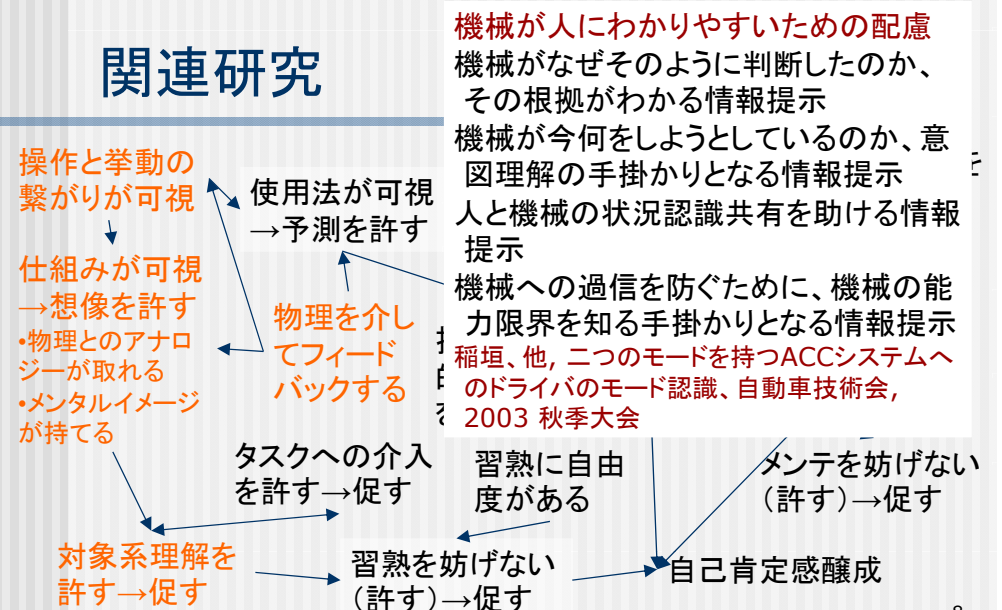 関連研究
機械が人にわかりやすいための配慮
機械がなぜそのように判断したのか、
その根拠がわかる情報提示
機械が今何をしようとしているのか、意
図理解の手掛かりとなる情報提示
人と機械の状況認識共有を助ける情報
提示
機械への過信を防ぐために、機械の能
力限界を知る手掛かりとなる情報提示
稲垣、他, 二つのモードを持つACCシステムへ
のドライバのモード認識、自動車技術会,
2003 秋季大会
操作と挙動の
繋がりが可視
使用法が可視
→予測を許す
仕組みが可視
→想像を許す
•物理とのアナロ
ジーが取れる
•メンタルイメージ
が持てる
物理を介し
てフィード
バックする
タスクへの介入
を許す→促す
習熟に自由
度がある
メンテを妨げない
（許す）→促す
対象系理解を
許す→促す
習熟を妨げない
（許す）→促す
自己肯定感醸成